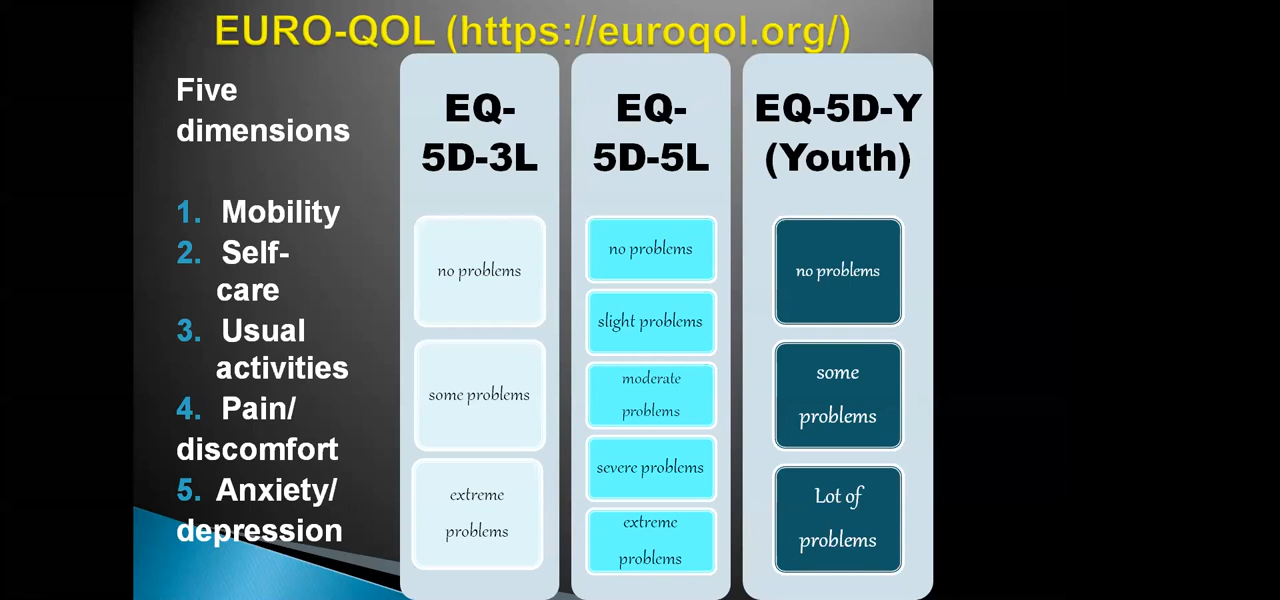 EURO-QOL (https://euroqol.org/)
Five
dimensions
1. Mobility
2. Self-
care
3. Usual
activities
4. Pain/
discomfort
5. Anxiety/
depression
EQ-
5D-3L
no problems
some problems
extreme
problems
EQ-
5D-5L
no problems
slight problems
moderate
problems
severe problems
extreme
problems
EQ-5D-Y
(Youth)
no problems
some
problems
Lot of
problems